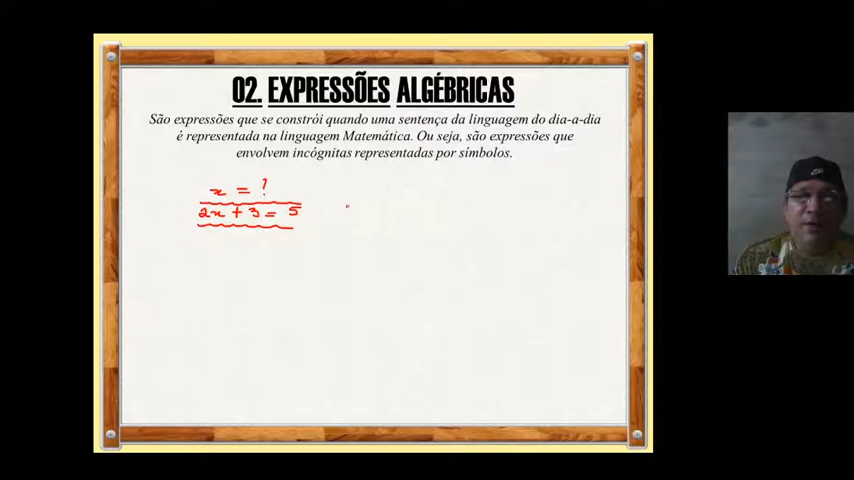 02. EXPRESSÕES ALGÉBRICAS
São expressões que se constrói quando uma sentença da linguagem do dia-a-dia
é representada na linguagem Matemática. Ou seja, são expressões que
envolvem incógnitas representadas por símbolos.
x = ?
2x + 3 = 5